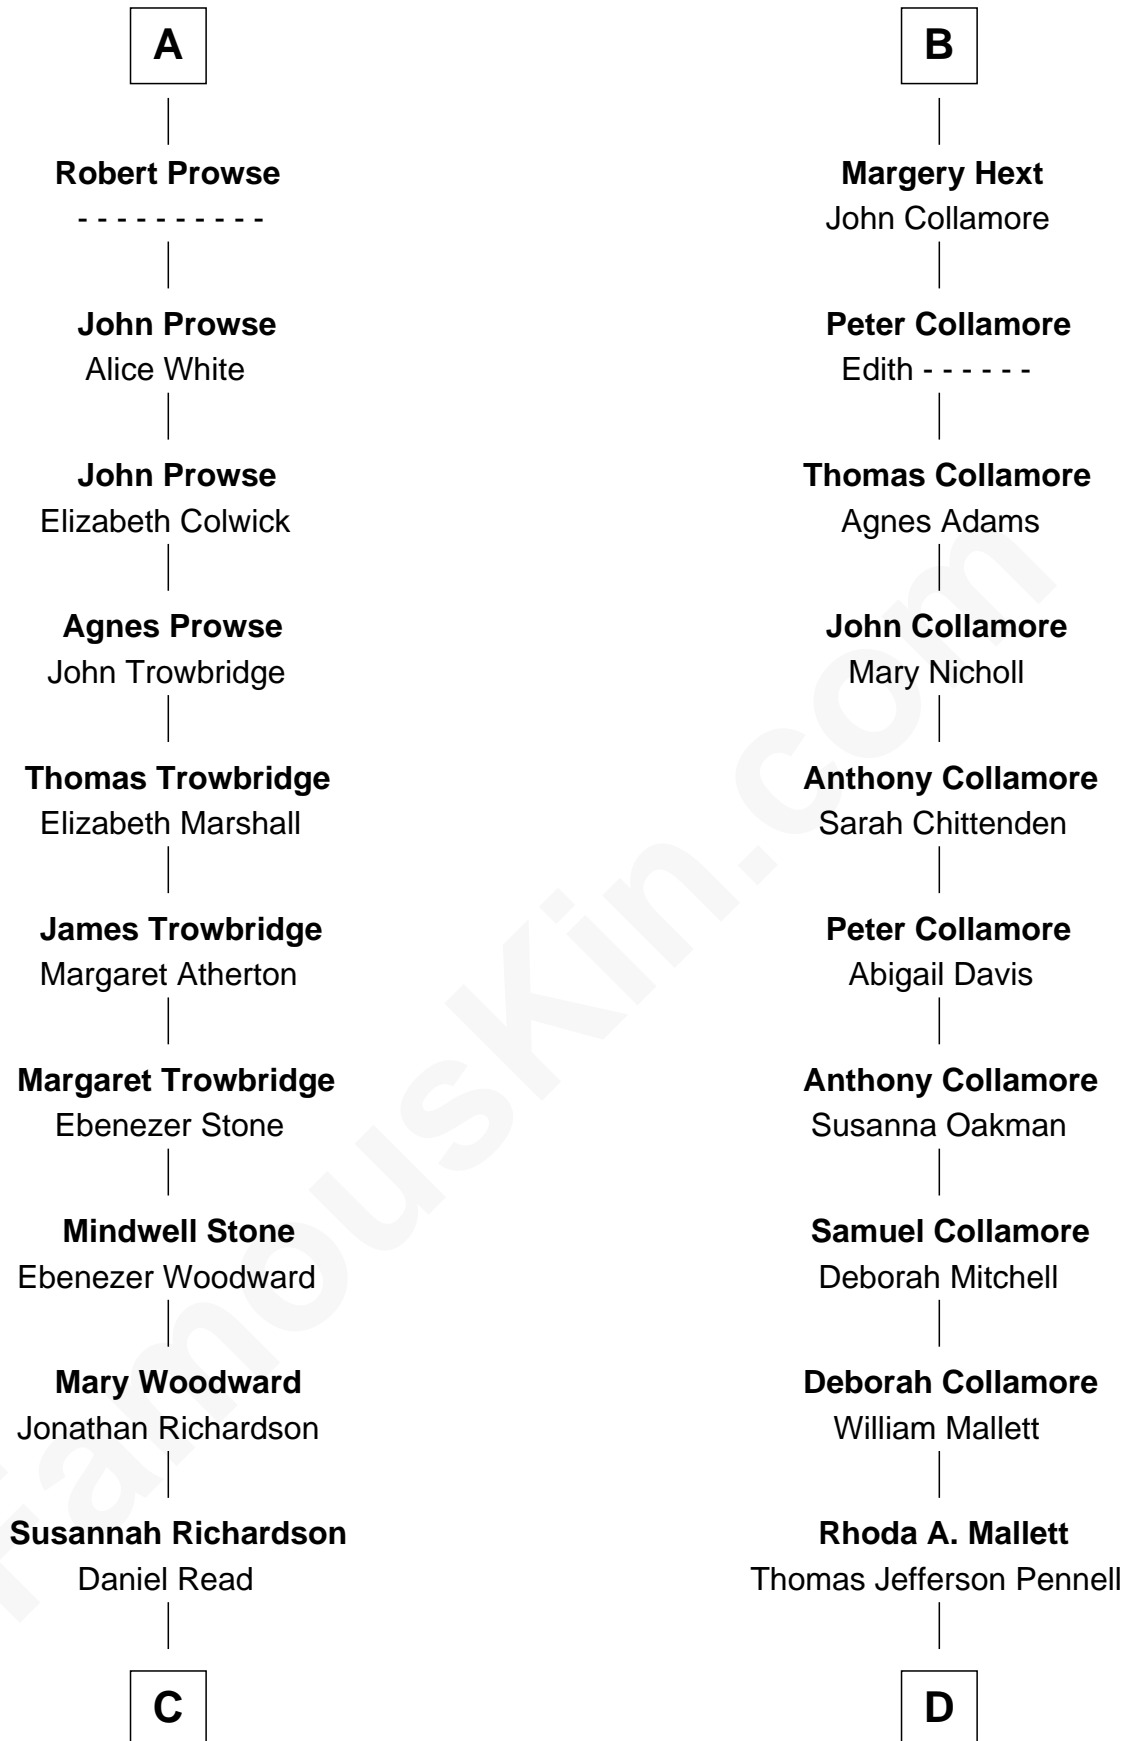 A
Robert Prowse
- - - - - - - - - -
John Prowse
Alice White
John Prowse
Elizabeth Colwick
Agnes Prowse
John Trowbridge
Thomas Trowbridge
Elizabeth Marshall
James Trowbridge
Margaret Atherton
Margaret Trowbridge
Ebenezer Stone
Mindwell Stone
Ebenezer Woodward
Mary Woodward
Jonathan Richardson
Susannah Richardson
Daniel Read
C
B
Margery Hext
John Collamore
Peter Collamore
Edith - - - - - -
Thomas Collamore
Agnes Adams
John Collamore
Mary Nicholl
Anthony Collamore
Sarah Chittenden
Peter Collamore
Abigail Davis
Anthony Collamore
Susanna Oakman
Samuel Collamore
Deborah Mitchell
Deborah Collamore
William Mallett
Rhoda A. Mallett
Thomas Jefferson Pennell
D
FamousKin.com